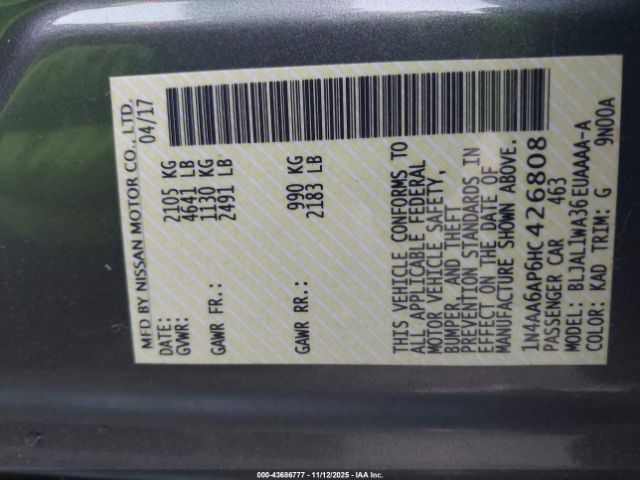 MFD BY NISSAN MOTOR CO., LTD.
04/17
DATE: 2105 KG
GVWR: 4641 LB
1130 KG
GAWR FR.: 2491 LB
990 KG
GAWR RR.: 2183 LB
THIS VEHICLE CONFORMS TO
ALL APPLICABLE FEDERAL
MOTOR VEHICLE SAFETY,
BUMPER, AND THEFT
PREVENTION STANDARDS IN
EFFECT ON THE DATE OF
MANUFACTURE SHOWN ABOVE.
1N4AA6AP6HC426808
PASSENGER CAR 463
MODEL: BLJAL1WA36EUAAAA-A
COLOR: KAD TRIM: G 9N00A
000-43686777 - 11/12/2025 - IAA Inc.